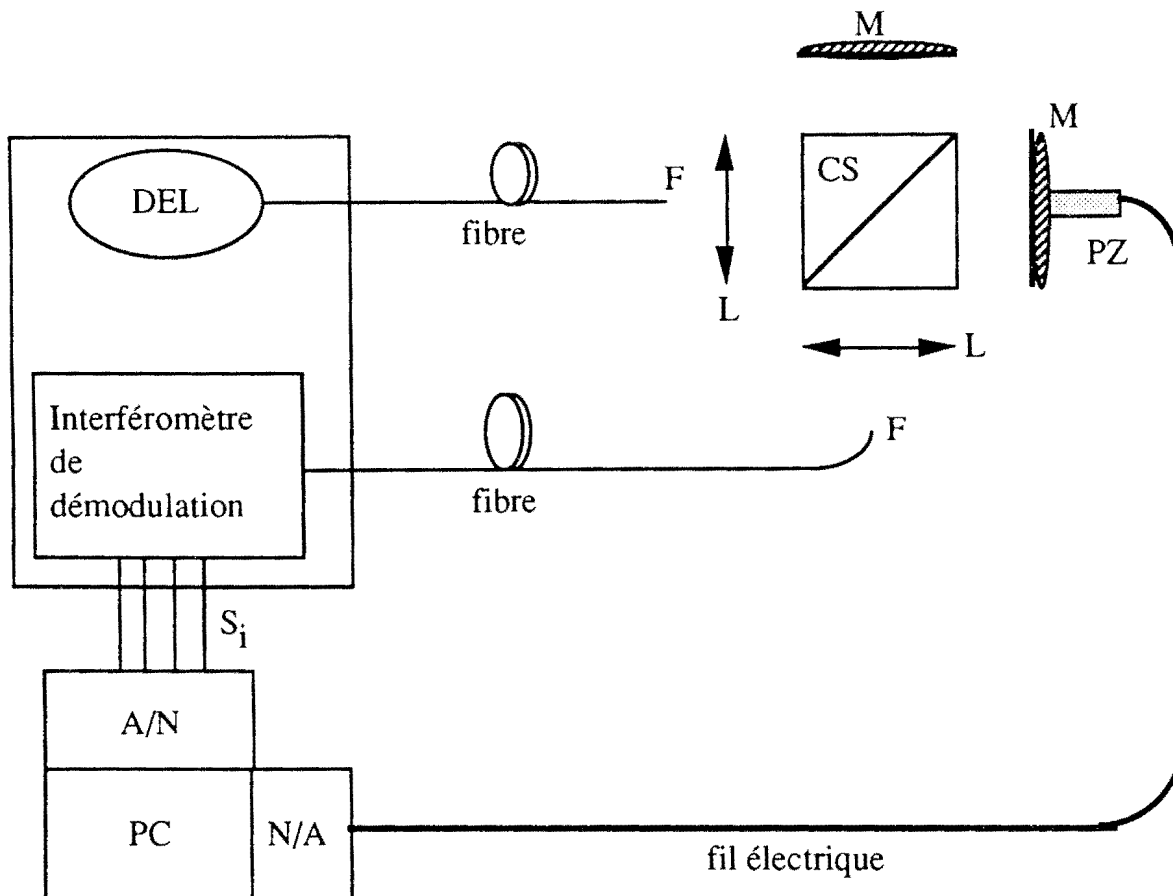 M
M
DEL
F
CS
fibre
PZ
L
L
Interféromètre
de
démodulation
F
fibre
S_i
A/N
PC
N/A
fil électrique